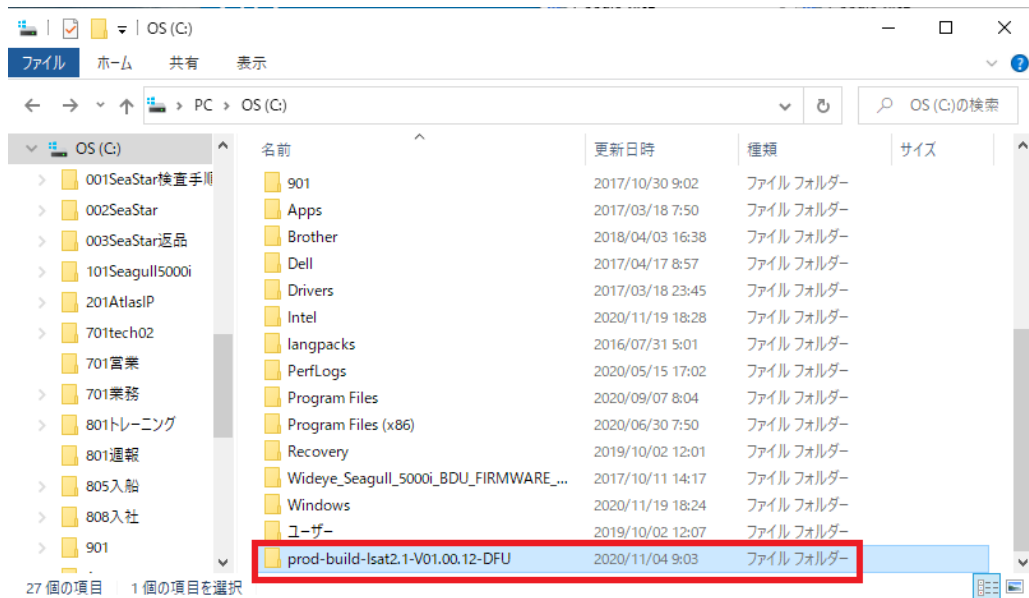 OS (C:)
ファイル ホーム 共有 表示
PC › OS (C:) OS (C:)の検索
OS (C:)
001SeaStar検査手順
002SeaStar
003SeaStar返品
101Seagull5000i
201AtlasIP
701tech02
701営業
701業務
801トレーニング
801週報
805入船
808入社
901
名前 更新日時 種類 サイズ
901 2017/10/30 9:02 ファイル フォルダー
Apps 2017/03/18 7:50 ファイル フォルダー
Brother 2018/04/03 16:38 ファイル フォルダー
Dell 2017/04/17 8:57 ファイル フォルダー
Drivers 2017/03/18 23:45 ファイル フォルダー
Intel 2020/11/19 18:28 ファイル フォルダー
langpacks 2016/07/31 5:01 ファイル フォルダー
PerfLogs 2020/05/15 17:02 ファイル フォルダー
Program Files 2020/09/07 8:04 ファイル フォルダー
Program Files (x86) 2020/06/30 7:50 ファイル フォルダー
Recovery 2019/10/02 12:01 ファイル フォルダー
Wideye_Seagull_5000i_BDU_FIRMWARE_... 2017/10/11 14:17 ファイル フォルダー
Windows 2020/11/19 18:24 ファイル フォルダー
ユーザー 2019/10/02 12:07 ファイル フォルダー
prod-build-lsat2.1-V01.00.12-DFU 2020/11/04 9:03 ファイル フォルダー
27 個の項目 1 個の項目を選択